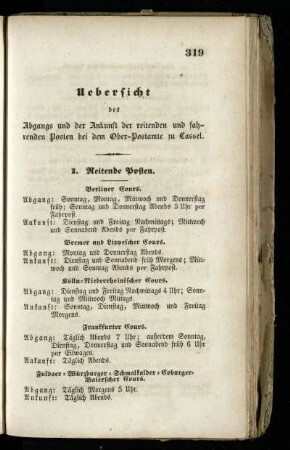 319
Uebersicht
des
Abgangs und der Ankunft der reitenden und fah-
renden Posten bei dem Ober-Postamte zu Cassel.
1. Reitende Posten.
Berliner Cours.
Abgang: Sonntag, Montag, Mittwoch und Donnerstag
früh; Sonntag und Donnerstag Abends 5 Uhr per
Fahrpost.
Ankunft: Dienstag und Freitag Nachmittags; Mittwoch
und Sonnabend Abends per Fahrpost.
Bremer und Lippescher Cours.
Abgang: Montag und Donnerstag Abend.
Ankunft: Dienstag und Sonnabend früh Morgens; Mitt-
woch und Sonntag Abends per Fahrpost.
Köln-Niederrheinischer Cours.
Abgang: Dienstag und Freitag Nachmittags 4 Uhr; Sonn-
tag und Mittwoch Mittags.
Ankunft: Sonntag, Dienstag, Mittwoch und Freitag
Morgens.
Frankfurter Cours.
Abgang: Täglich Abends 7 Uhr; außerdem Sonntag,
Dienstag, Donnerstag und Sonnabend früh 6 Uhr
per Eilwagen.
Ankunft: Täglich Abends.
Fuldaer-Würzburger-Schmalkalder-Coburger-
Baierscher Cours.
Abgang: Täglich Morgens 5 Uhr.
Ankunft: Täglich Abends.